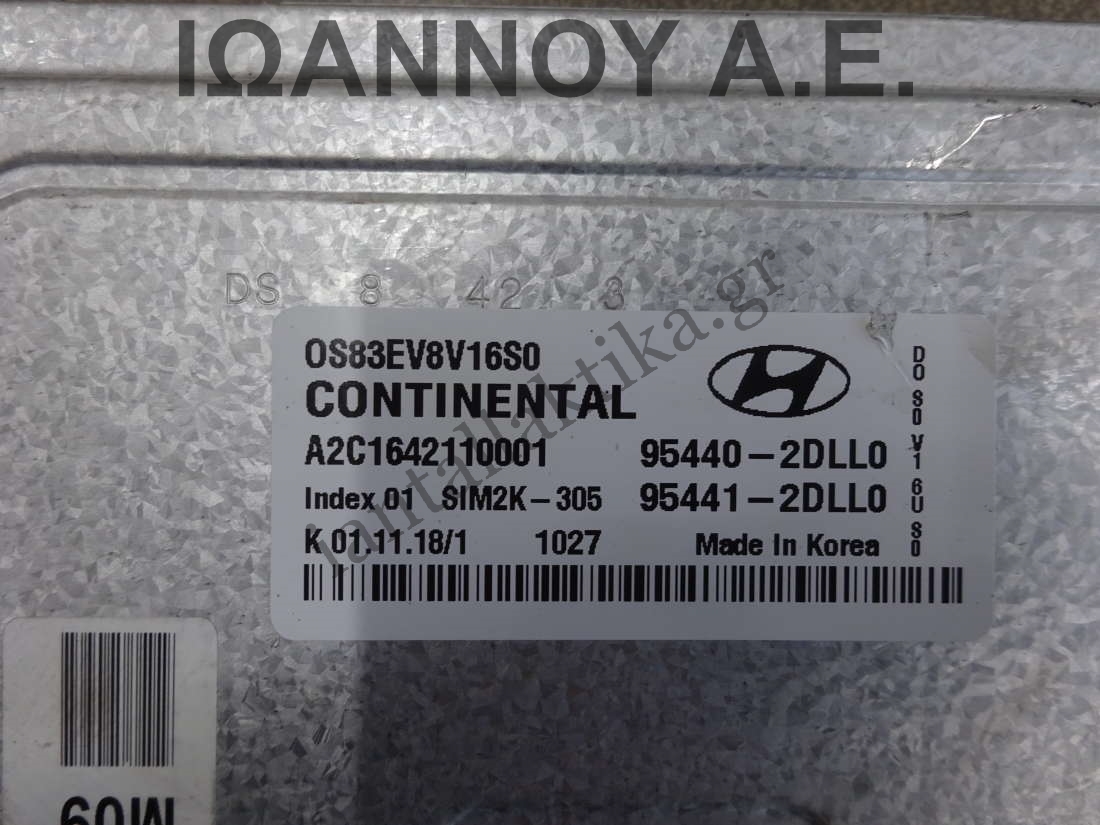 ΙΩΑΝΝΟΥ Α.Ε.
DS 8 42 3
OS83EV8V16S0
CONTINENTAL
A2C1642110001
95440-2DLL0
Index 01 SIM2K-305
95441-2DLL0
K 01.11.18/1 1027 Made In Korea
D0 S0 V1 6U S0
iantallaktika.gr
60W